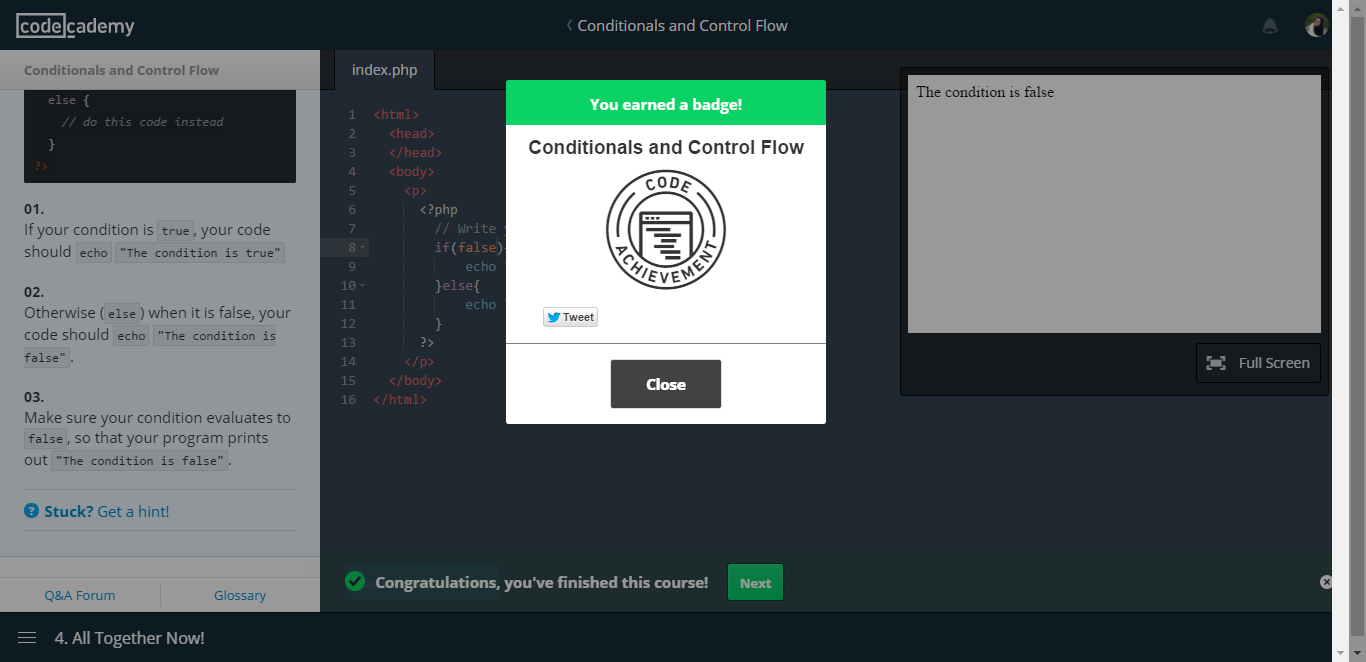 codecademy
Conditionals and Control Flow
Conditionals and Control Flow
else {
// do this code instead
}
?>
01.
If your condition is true, your code
should echo "The condition is true"
02.
Otherwise (else) when it is false, your
code should echo "The condition is
false".
03.
Make sure your condition evaluates to
false, so that your program prints
out "The condition is false".
? Stuck? Get a hint!
Q&A Forum
Glossary
index.php
1 <html>
2 <head>
3 </head>
4 <body>
5 <p>
6 <?php
7 // Write
8 if(false)
9 echo
10 }else{
11 echo
12 }
13 ?>
14 </p>
15 </body>
16 </html>
You earned a badge!
Conditionals and Control Flow
CODE
ACHIEVEMENT
Tweet
Close
The condition is false
Full Screen
Congratulations, you've finished this course!
Next
4. All Together Now!